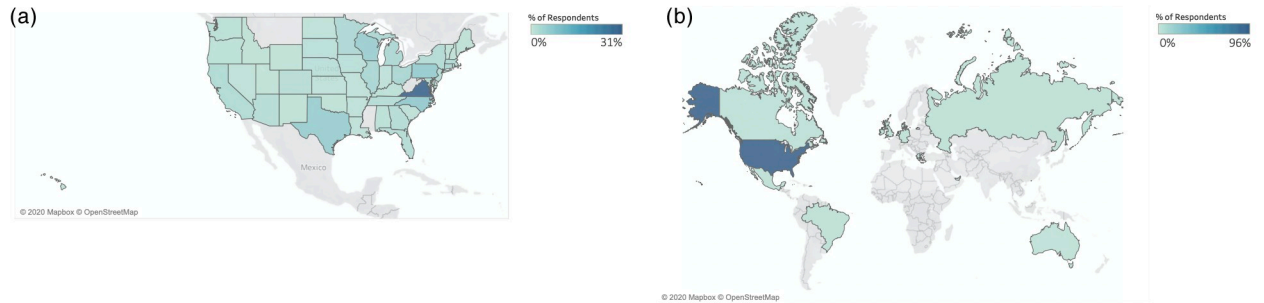 (a)
% of Respondents
0% 31%
Mexico
© 2020 Mapbox © OpenStreetMap
(b)
% of Respondents
0% 96%
© 2020 Mapbox © OpenStreetMap